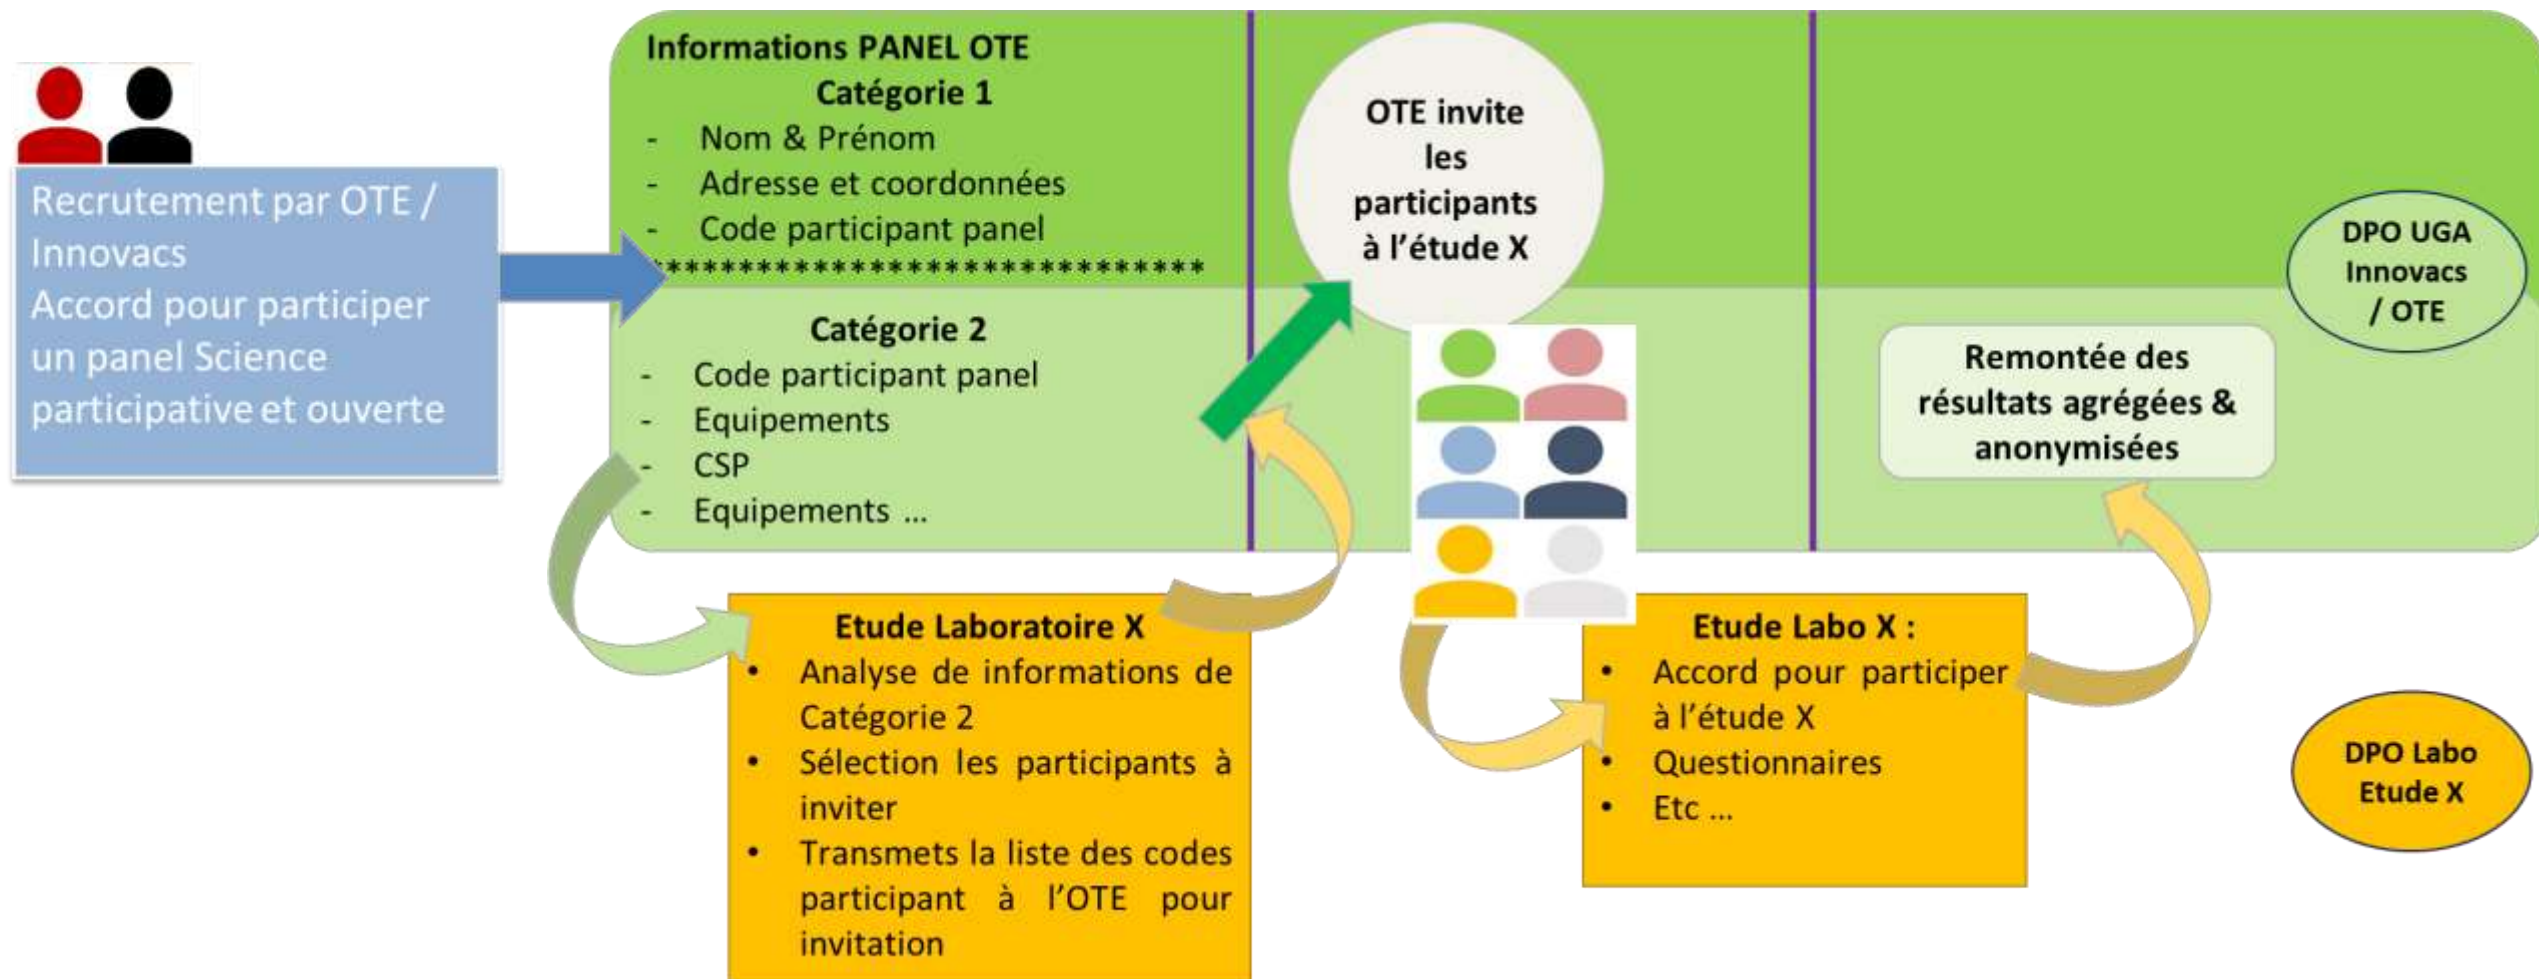 Recrutement par OTE /
Innovacs
Accord pour participer
un panel Science
participative et ouverte
Informations PANEL OTE
Catégorie 1
- Nom & Prénom
- Adresse et coordonnées
- Code participant panel
******************************
Catégorie 2
- Code participant panel
- Equipements
- CSP
- Equipements ...
OTE invite
les
participants
à l'étude X
DPO UGA
Innovacs
/ OTE
Remontée des
résultats agrégées &
anonymisées
Etude Laboratoire X
• Analyse de informations de
Catégorie 2
• Sélection les participants à
inviter
• Transmets la liste des codes
participant à l'OTE pour
invitation
Etude Labo X :
• Accord pour participer
à l'étude X
• Questionnaires
• Etc ...
DPO Labo
Etude X